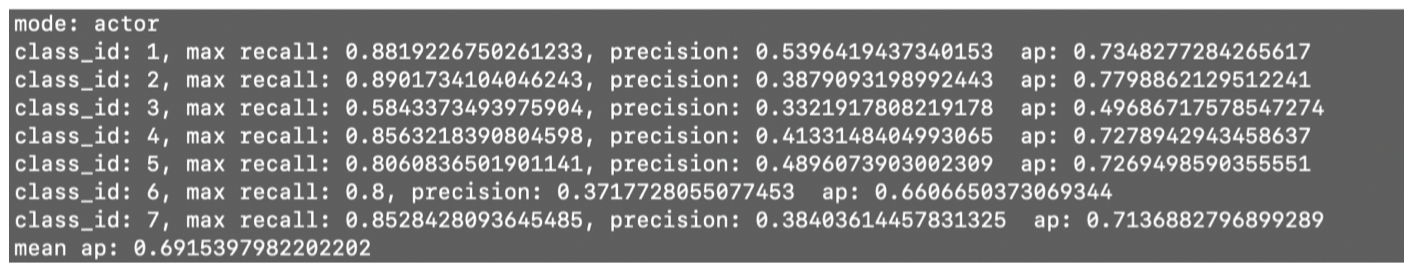 mode: actor
class_id: 1, max recall: 0.8819226750261233, precision: 0.5396419437340153  ap: 0.7348277284265617
class_id: 2, max recall: 0.8901734104046243, precision: 0.3879093198992443  ap: 0.7798862129512241
class_id: 3, max recall: 0.5843373493975904, precision: 0.3321917808219178  ap: 0.49686717578547274
class_id: 4, max recall: 0.8563218390804598, precision: 0.4133148404993065  ap: 0.7278942943458637
class_id: 5, max recall: 0.8060836501901141, precision: 0.4896073903002309  ap: 0.7269498590355551
class_id: 6, max recall: 0.8, precision: 0.3717728055077453  ap: 0.6606650373069344
class_id: 7, max recall: 0.8528428093645485, precision: 0.38403614457831325  ap: 0.7136882796899289
mean ap: 0.6915397982202202